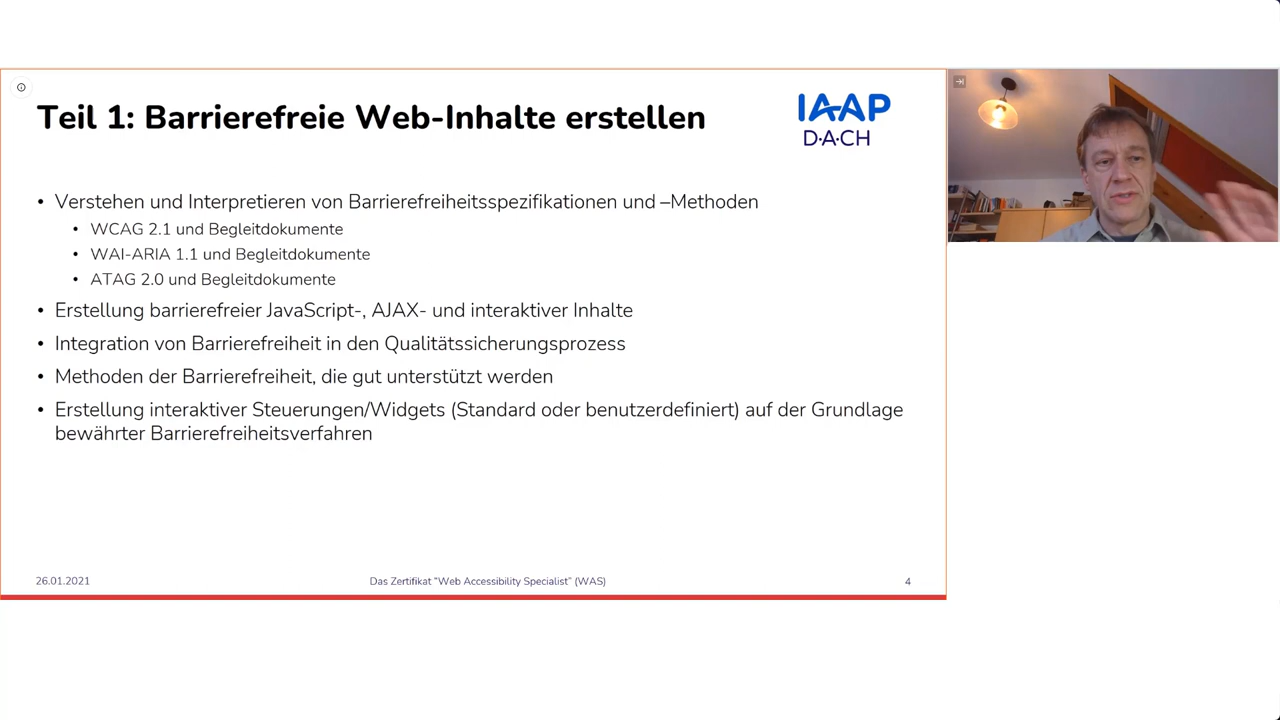 Teil 1: Barrierefreie Web-Inhalte erstellen
IAAP
D·A·CH
• Verstehen und Interpretieren von Barrierefreiheitsspezifikationen und –Methoden
• WCAG 2.1 und Begleitdokumente
• WAI-ARIA 1.1 und Begleitdokumente
• ATAG 2.0 und Begleitdokumente
• Erstellung barrierefreier JavaScript-, AJAX- und interaktiver Inhalte
• Integration von Barrierefreiheit in den Qualitätssicherungsprozess
• Methoden der Barrierefreiheit, die gut unterstützt werden
• Erstellung interaktiver Steuerungen/Widgets (Standard oder benutzerdefiniert) auf der Grundlage
bewährter Barrierefreiheitsverfahren
26.01.2021
Das Zertifikat "Web Accessibility Specialist" (WAS)
4